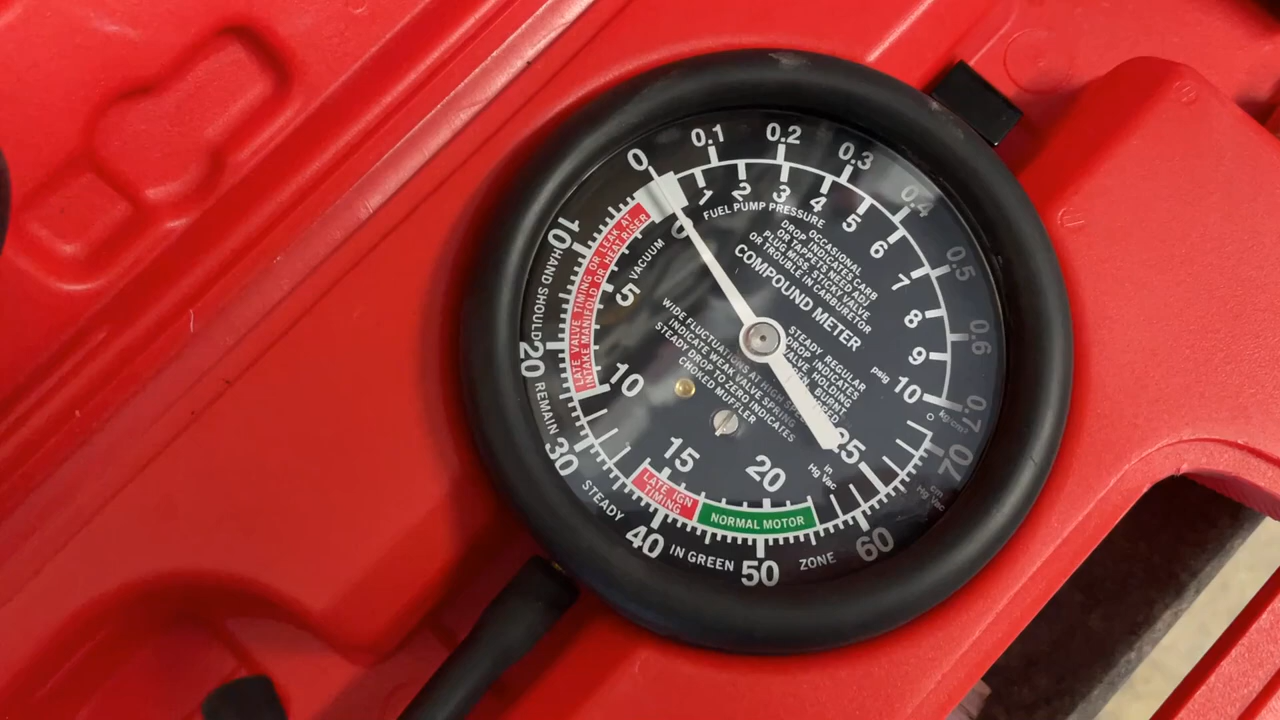 0 0.1 0.2 0.3 0.4 0.5 0.6 0.7
kg/cm²
1 2 3 4 5 6 7 8 9 10
psig
FUEL PUMP PRESSURE
OCCASIONAL
DROP INDICATES CARB
OR TAPPETS NEED ADJ
PLUG MISS. STICKY VALVE
OR TROUBLE IN CARBURETOR
COMPOUND METER
STEADY REGULAR
DROP INDICATES
VALVE HOLDING
BURNT
WIDE FLUCTUATIONS AT HIGH
INDICATE WEAK VALVE SPRING
STEADY DROP TO ZERO INDICATES
CHOKED MUFFLER
VACUUM
LATE VALVE TIMING OR LEAK AT
INTAKE MANIFOLD OR HEAT RISER
0 5 10 15 20 25
in
Hg Vac
LATE IGN
TIMING
NORMAL MOTOR
10 20 30 40 50 60 70
cm
Hg Vac
HAND SHOULD REMAIN STEADY IN GREEN ZONE